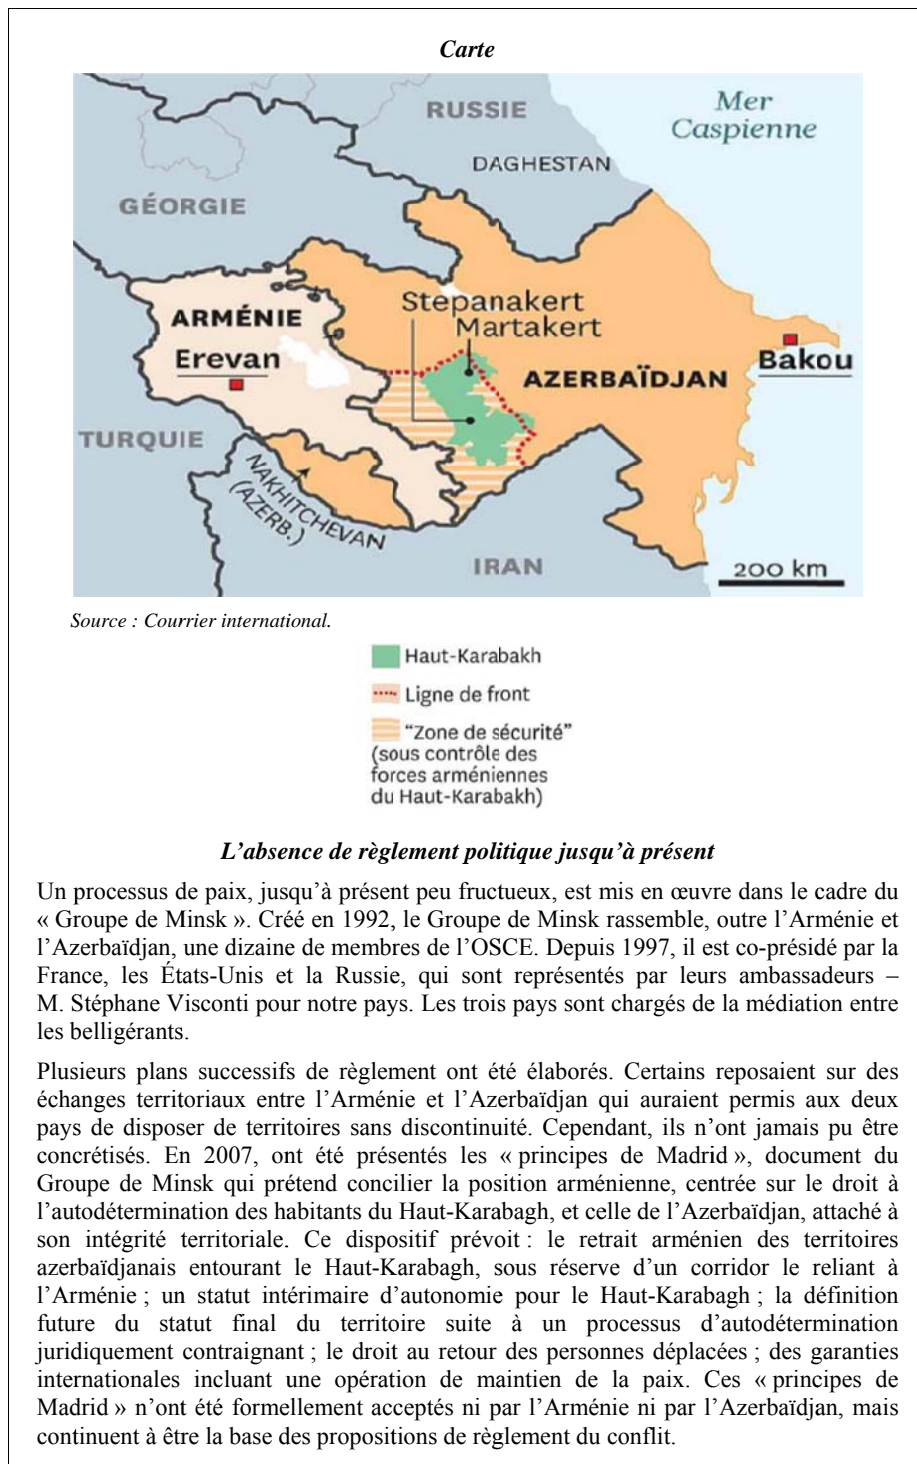 Carte
RUSSIE
Mer
Caspienne
DAGHESTAN
GÉORGIE
Stepanakert
Martakert
ARMÉNIE
Erevan
AZERBAÏDJAN
Bakou
TURQUIE
NAKHITCHEVAN
(AZERB.)
IRAN
200 km
Source : Courrier international.
Haut-Karabakh
Ligne de front
“Zone de sécurité”
(sous contrôle des
forces arméniennes
du Haut-Karabakh)
L’absence de règlement politique jusqu’à présent
Un processus de paix, jusqu’à présent peu fructueux, est mis en œuvre dans le cadre du
« Groupe de Minsk ». Créé en 1992, le Groupe de Minsk rassemble, outre l’Arménie et
l’Azerbaïdjan, une dizaine de membres de l’OSCE. Depuis 1997, il est co-présidé par la
France, les États-Unis et la Russie, qui sont représentés par leurs ambassadeurs –
M. Stéphane Visconti pour notre pays. Les trois pays sont chargés de la médiation entre
les belligérants.
Plusieurs plans successifs de règlement ont été élaborés. Certains reposaient sur des
échanges territoriaux entre l’Arménie et l’Azerbaïdjan qui auraient permis aux deux
pays de disposer de territoires sans discontinuité. Cependant, ils n’ont jamais pu être
concrétisés. En 2007, ont été présentés les « principes de Madrid », document du
Groupe de Minsk qui prétend concilier la position arménienne, centrée sur le droit à
l’autodétermination des habitants du Haut-Karabagh, et celle de l’Azerbaïdjan, attaché à
son intégrité territoriale. Ce dispositif prévoit : le retrait arménien des territoires
azerbaïdjanais entourant le Haut-Karabagh, sous réserve d’un corridor le reliant à
l’Arménie ; un statut intérimaire d’autonomie pour le Haut-Karabagh ; la définition
future du statut final du territoire suite à un processus d’autodétermination
juridiquement contraignant ; le droit au retour des personnes déplacées ; des garanties
internationales incluant une opération de maintien de la paix. Ces « principes de
Madrid » n’ont été formellement acceptés ni par l’Arménie ni par l’Azerbaïdjan, mais
continuent à être la base des propositions de règlement du conflit.